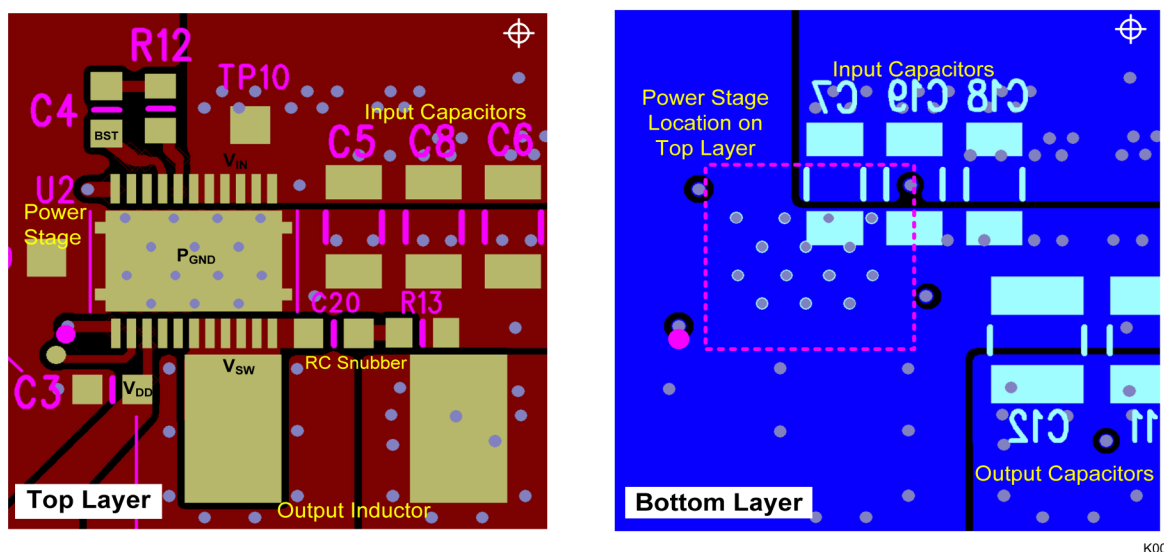 R12
TP10
C4
Input Capacitors
BST
C5
C8
C6
VIN
U2
Power
Stage
PGND
C20
R13
RC Snubber
VSW
C3
VDD
Top Layer
Output Inductor
Input Capacitors
Power Stage
Location on
Top Layer
C7
C19
C18
C12
11
Output Capacitors
Bottom Layer
K00